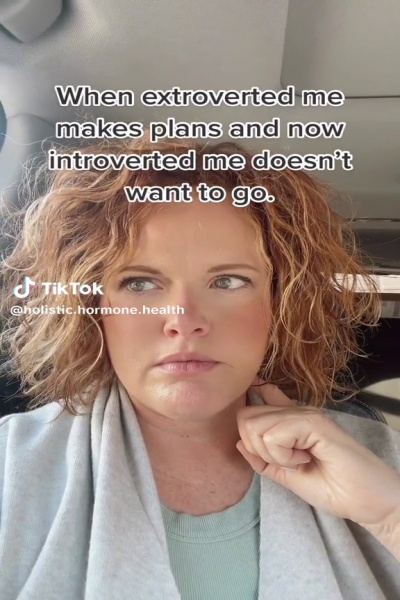 When extroverted me
makes plans and now
introverted me doesn't
want to go.
TikTok
@holistic.hormone.health